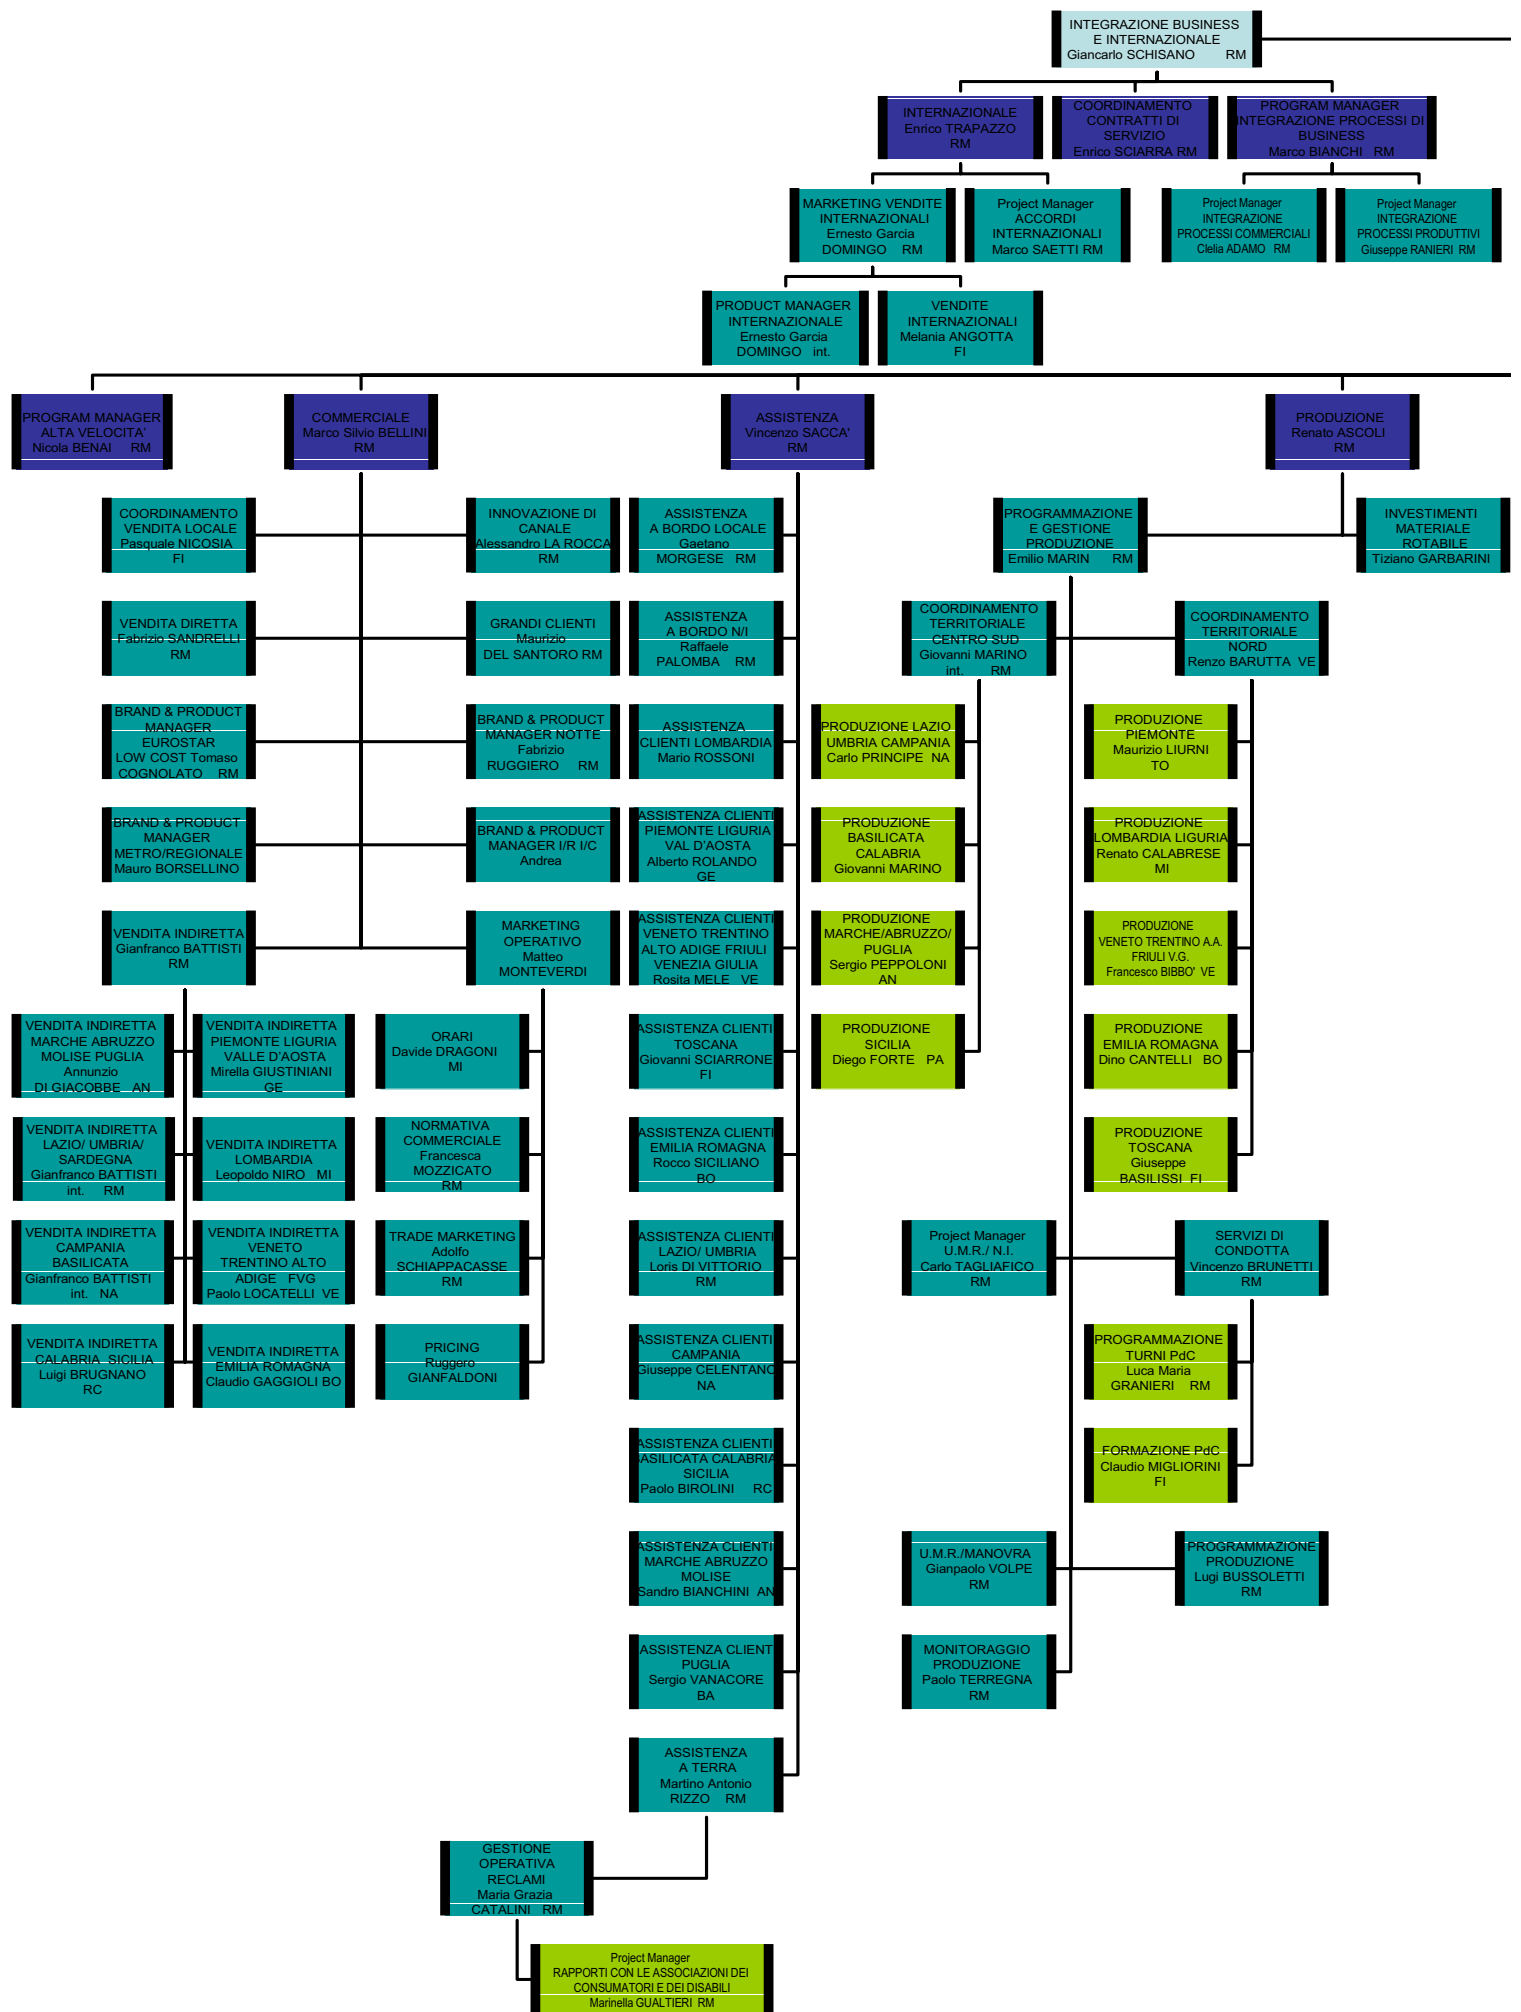 INTEGRAZIONE BUSINESS
E INTERNAZIONALE
Giancarlo SCHISANO RM
INTERNAZIONALE
Enrico TRAPAZZO
RM
COORDINAMENTO
CONTRATTI DI
SERVIZIO
Enrico SCIARRA RM
PROGRAM MANAGER
INTEGRAZIONE PROCESSI DI
BUSINESS
Marco BIANCHI RM
MARKETING VENDITE
INTERNAZIONALI
Ernesto Garcia
DOMINGO RM
Project Manager
ACCORDI
INTERNAZIONALI
Marco SAETTI RM
Project Manager
INTEGRAZIONE
PROCESSI COMMERCIALI
Clelia ADAMO RM
Project Manager
INTEGRAZIONE
PROCESSI PRODUTTIVI
Giuseppe RANIERI RM
PRODUCT MANAGER
INTERNAZIONALE
Ernesto Garcia
DOMINGO int.
VENDITE
INTERNAZIONALI
Melania ANGOTTA
FI
PROGRAM MANAGER
ALTA VELOCITA'
Nicola BENAI RM
COMMERCIALE
Marco Silvio BELLINI
RM
ASSISTENZA
Vincenzo SACCA'
RM
PRODUZIONE
Renato ASCOLI
RM
COORDINAMENTO
VENDITA LOCALE
Pasquale NICOSIA
FI
INNOVAZIONE DI
CANALE
Alessandro LA ROCCA
RM
ASSISTENZA
A BORDO LOCALE
Gaetano
MORGESE RM
PROGRAMMAZIONE
E GESTIONE
PRODUZIONE
Emilio MARIN RM
INVESTIMENTI
MATERIALE
ROTABILE
Tiziano GARBARINI
VENDITA DIRETTA
Fabrizio SANDRELLI
RM
GRANDI CLIENTI
Maurizio
DEL SANTORO RM
ASSISTENZA
A BORDO N/I
Raffaele
PALOMBA RM
COORDINAMENTO
TERRITORIALE
CENTRO SUD
Giovanni MARINO
int. RM
COORDINAMENTO
TERRITORIALE
NORD
Renzo BARUTTA VE
BRAND & PRODUCT
MANAGER
EUROSTAR
LOW COST Tomaso
COGNOLATO RM
BRAND & PRODUCT
MANAGER NOTTE
Fabrizio
RUGGIERO RM
ASSISTENZA
CLIENTI LOMBARDIA
Mario ROSSONI
PRODUZIONE LAZIO
UMBRIA CAMPANIA
Carlo PRINCIPE NA
PRODUZIONE
PIEMONTE
Maurizio LIURNI
TO
BRAND & PRODUCT
MANAGER
METRO/REGIONALE
Mauro BORSELLINO
BRAND & PRODUCT
MANAGER I/R I/C
Andrea
ASSISTENZA CLIENTI
PIEMONTE LIGURIA
VAL D'AOSTA
Alberto ROLANDO
GE
PRODUZIONE
BASILICATA
CALABRIA
Giovanni MARINO
PRODUZIONE
LOMBARDIA LIGURIA
Renato CALABRESE
MI
VENDITA INDIRETTA
Gianfranco BATTISTI
RM
MARKETING
OPERATIVO
Matteo
MONTEVERDI
ASSISTENZA CLIENTI
VENETO TRENTINO
ALTO ADIGE FRIULI
VENEZIA GIULIA
Rosita MELE VE
PRODUZIONE
MARCHE/ABRUZZO/
PUGLIA
Sergio PEPPOLONI
AN
PRODUZIONE
VENETO TRENTINO A.A.
FRIULI V.G.
Francesco BIBBO' VE
VENDITA INDIRETTA
MARCHE ABRUZZO
MOLISE PUGLIA
Annunzio
DI GIACOBBE AN
VENDITA INDIRETTA
PIEMONTE LIGURIA
VALLE D'AOSTA
Mirella GIUSTINIANI
GE
ORARI
Davide DRAGONI
MI
ASSISTENZA CLIENTI
TOSCANA
Giovanni SCIARRONE
FI
PRODUZIONE
SICILIA
Diego FORTE PA
PRODUZIONE
EMILIA ROMAGNA
Dino CANTELLI BO
VENDITA INDIRETTA
LAZIO/ UMBRIA/
SARDEGNA
Gianfranco BATTISTI
int. RM
VENDITA INDIRETTA
LOMBARDIA
Leopoldo NIRO MI
NORMATIVA
COMMERCIALE
Francesca
MOZZICATO
RM
ASSISTENZA CLIENTI
EMILIA ROMAGNA
Rocco SICILIANO
BO
PRODUZIONE
TOSCANA
Giuseppe
BASILISSI FI
VENDITA INDIRETTA
CAMPANIA
BASILICATA
Gianfranco BATTISTI
int. NA
VENDITA INDIRETTA
VENETO
TRENTINO ALTO
ADIGE FVG
Paolo LOCATELLI VE
TRADE MARKETING
Adolfo
SCHIAPPACASSE
RM
ASSISTENZA CLIENTI
LAZIO/ UMBRIA
Loris DI VITTORIO
RM
Project Manager
U.M.R./ N.I.
Carlo TAGLIAFICO
RM
SERVIZI DI
CONDOTTA
Vincenzo BRUNETTI
RM
VENDITA INDIRETTA
CALABRIA SICILIA
Luigi BRUGNANO
RC
VENDITA INDIRETTA
EMILIA ROMAGNA
Claudio GAGGIOLI BO
PRICING
Ruggero
GIANFALDONI
ASSISTENZA CLIENTI
CAMPANIA
Giuseppe CELENTANO
NA
PROGRAMMAZIONE
TURNI PdC
Luca Maria
GRANIERI RM
ASSISTENZA CLIENTI
BASILICATA CALABRIA
SICILIA
Paolo BIROLINI RC
FORMAZIONE PdC
Claudio MIGLIORINI
FI
ASSISTENZA CLIENTI
MARCHE ABRUZZO
MOLISE
Sandro BIANCHINI AN
U.M.R./MANOVRA
Gianpaolo VOLPE
RM
PROGRAMMAZIONE
PRODUZIONE
Lugi BUSSOLETTI
RM
ASSISTENZA CLIENT
PUGLIA
Sergio VANACORE
BA
MONITORAGGIO
PRODUZIONE
Paolo TERREGNA
RM
ASSISTENZA
A TERRA
Martino Antonio
RIZZO RM
GESTIONE
OPERATIVA
RECLAMI
Maria Grazia
CATALINI RM
Project Manager
RAPPORTI CON LE ASSOCIAZIONI DEI
CONSUMATORI E DEI DISABILI
Marinella GUALTIERI RM